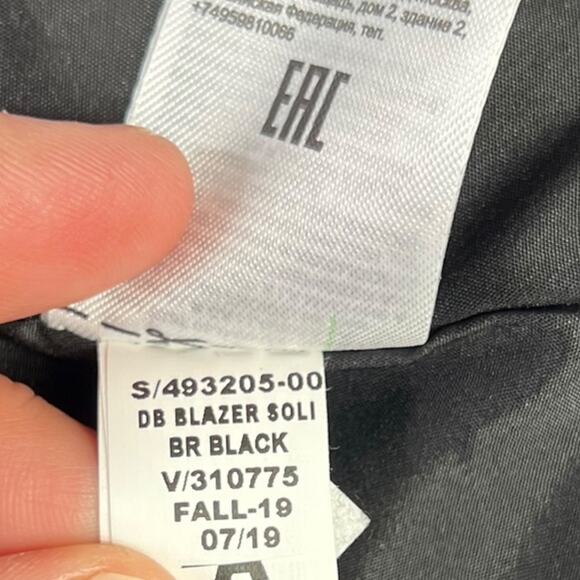 дом 2, здание 2,
Федерация, тел.
+74959810066
EAC
S/493205-00
DB BLAZER SOLI
BR BLACK
V/310775
FALL-19
07/19